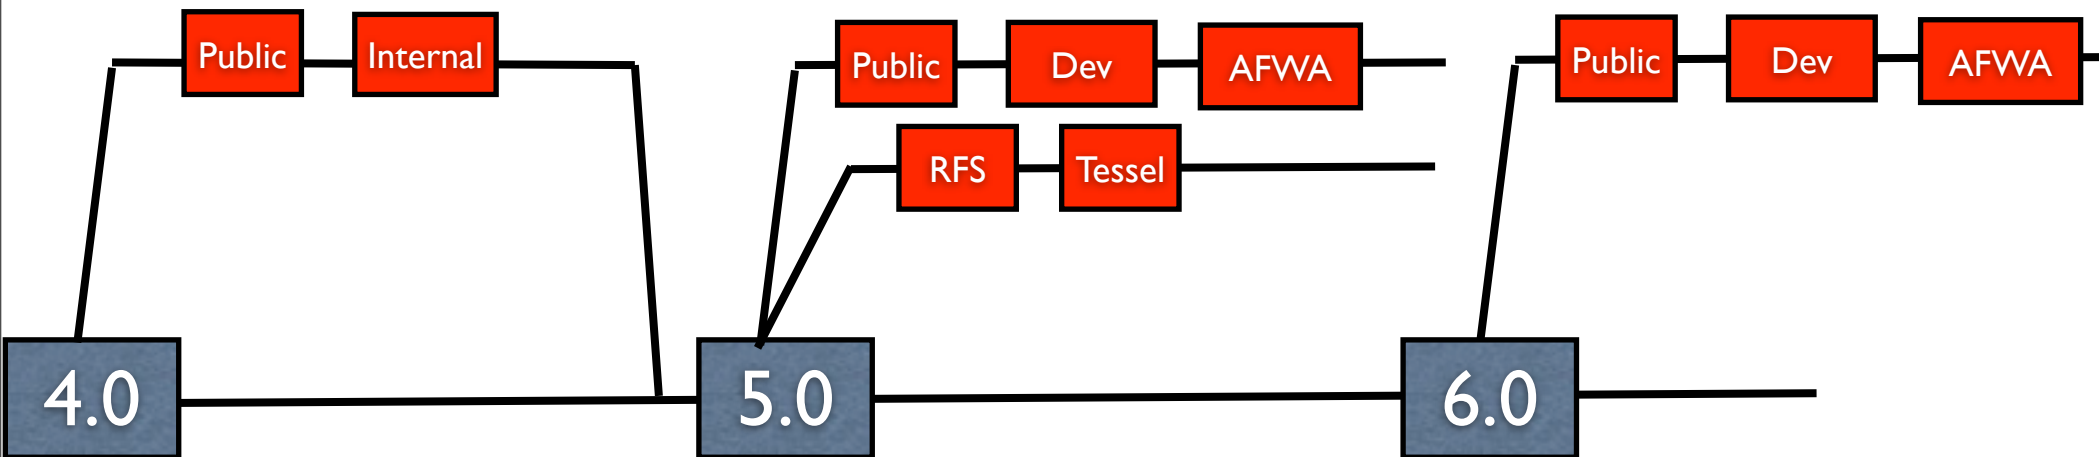 Public Internal
Public Dev AFWA
Public Dev AFWA
RFS Tessel
4.0
5.0
6.0